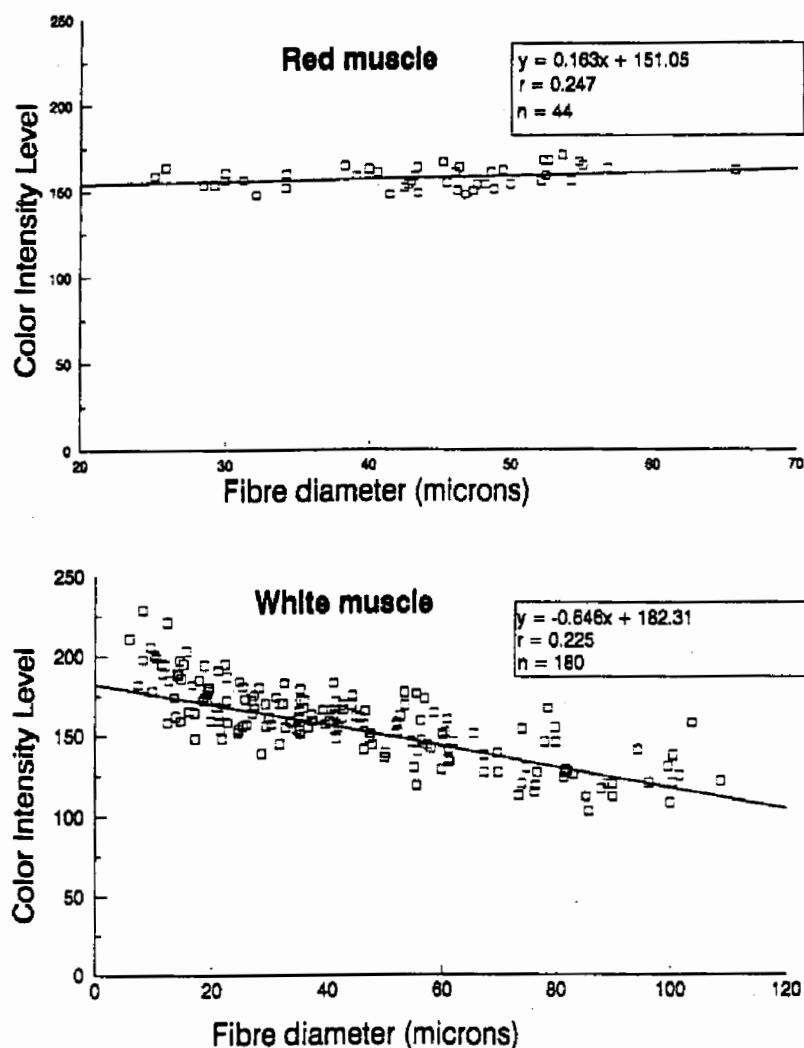 Red muscle
y = 0.163x + 151.05
r = 0.247
n = 44
Color Intensity Level
250
200
150
100
50
0
20 30 40 50 60 70
Fibre diameter (microns)
White muscle
y = -0.646x + 182.31
r = 0.225
n = 180
Color Intensity Level
250
200
150
100
50
0
0 20 40 60 80 100 120
Fibre diameter (microns)